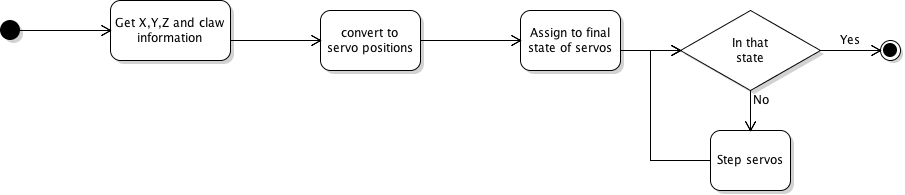 Get X,Y,Z and claw
information
convert to
servo positions
Assign to final
state of servos
In that
state
Yes
No
Step servos